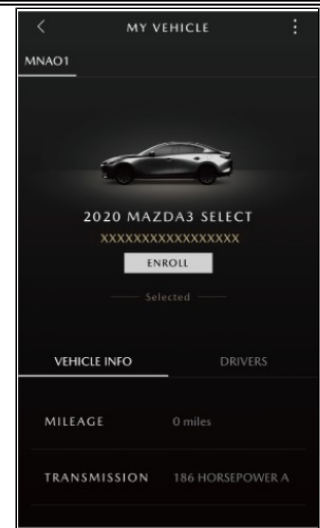 MY VEHICLE
MNAO1
2020 MAZDA3 SELECT
XXXXXXXXXXXXXXXXX
ENROLL
Selected
VEHICLE INFO DRIVERS
MILEAGE 0 miles
TRANSMISSION 186 HORSEPOWER A